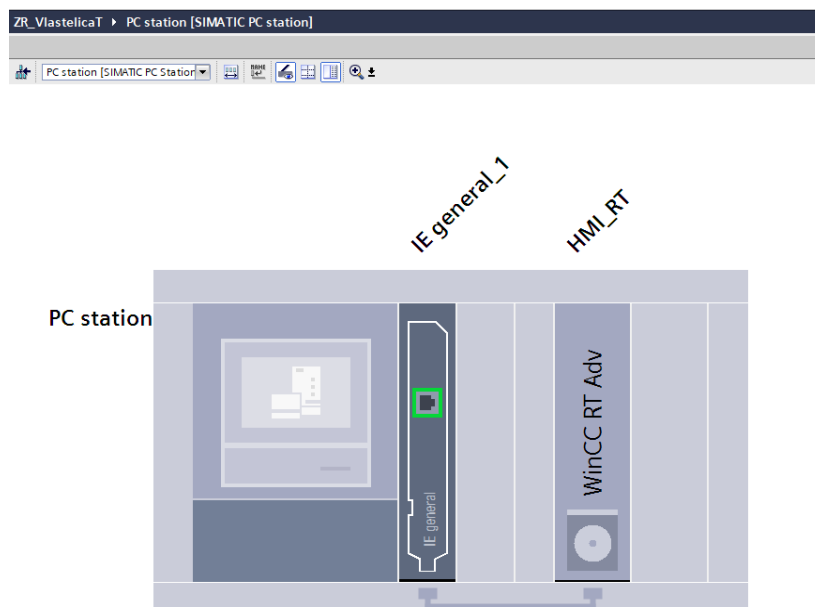 ZR_VlastelicaT ▸ PC station [SIMATIC PC station]
PC station [SIMATIC PC Station
NAME
IE general_1
HMI_RT
PC station
WinCC RT Adv
IE general